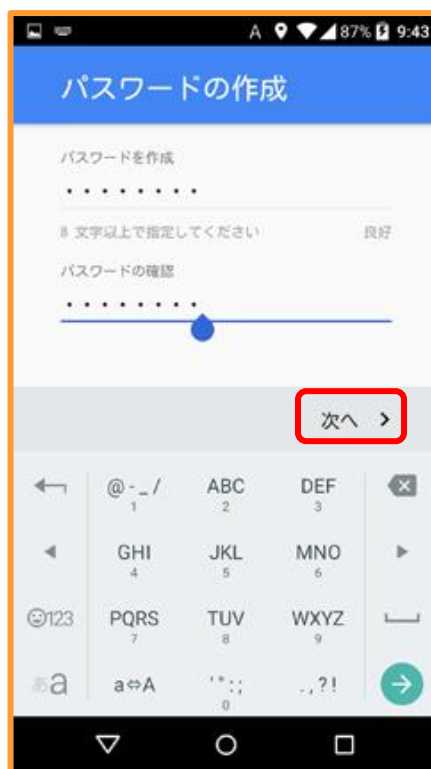 A 87% 9:43
パスワードの作成
パスワードを作成
• • • • • • • •
8 文字以上で指定してください 良好
パスワードの確認
• • • • • • • •
次へ >
@-_/ ABC DEF
1 2 3
GHI JKL MNO
4 5 6
☺123 PQRS TUV WXYZ
7 8 9
あa a⇔A '":; .,?!
0